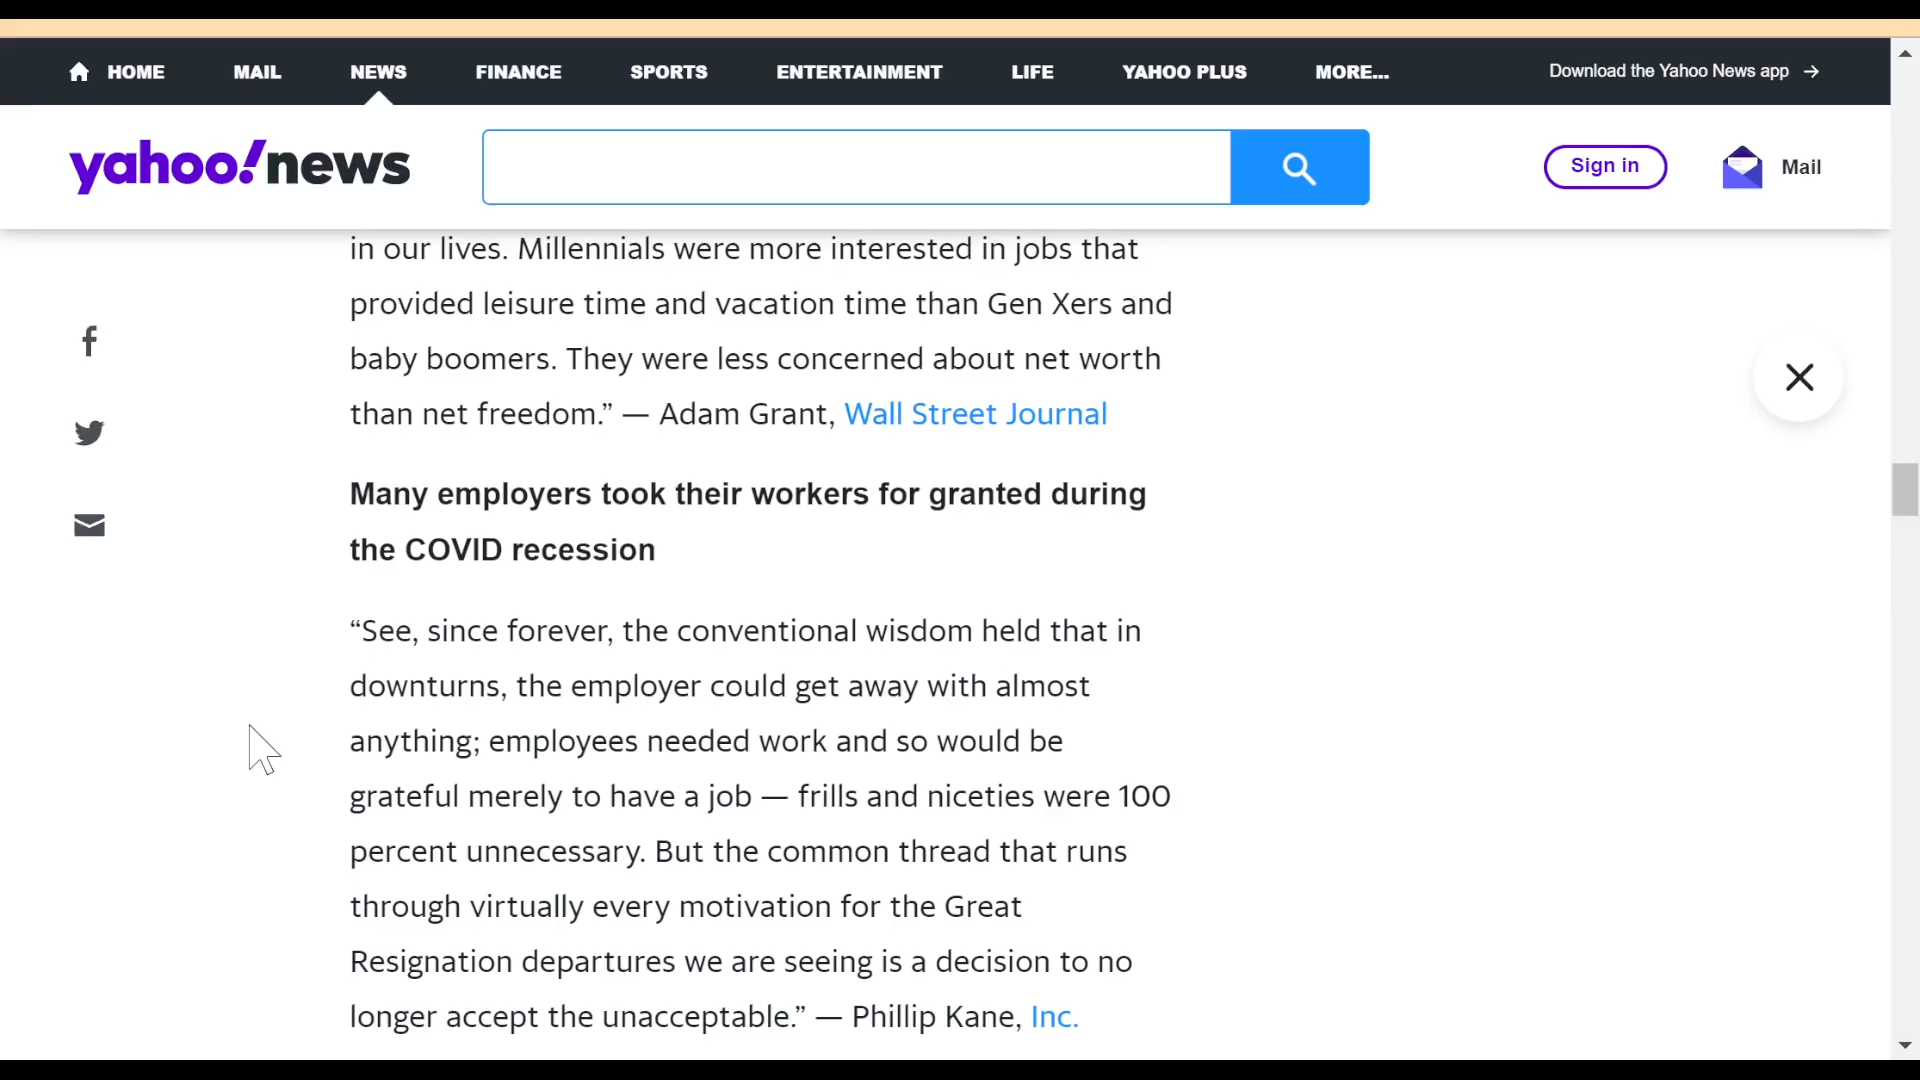 HOME MAIL NEWS FINANCE SPORTS ENTERTAINMENT LIFE YAHOO PLUS MORE... Download the Yahoo News app →
yahoo!news Sign in Mail
in our lives. Millennials were more interested in jobs that
provided leisure time and vacation time than Gen Xers and
baby boomers. They were less concerned about net worth
than net freedom.” — Adam Grant, Wall Street Journal
Many employers took their workers for granted during
the COVID recession
“See, since forever, the conventional wisdom held that in
downturns, the employer could get away with almost
anything; employees needed work and so would be
grateful merely to have a job — frills and niceties were 100
percent unnecessary. But the common thread that runs
through virtually every motivation for the Great
Resignation departures we are seeing is a decision to no
longer accept the unacceptable.” — Phillip Kane, Inc.